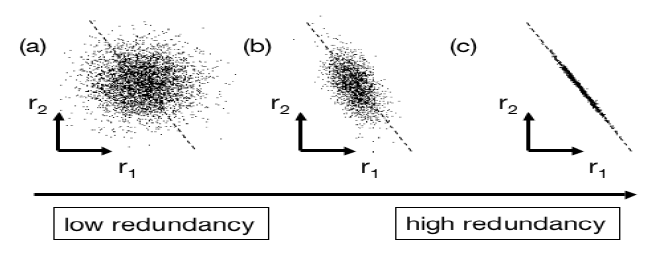 (a) (b) (c)
r₂ r₂ r₂
r₁ r₁ r₁
low redundancy high redundancy